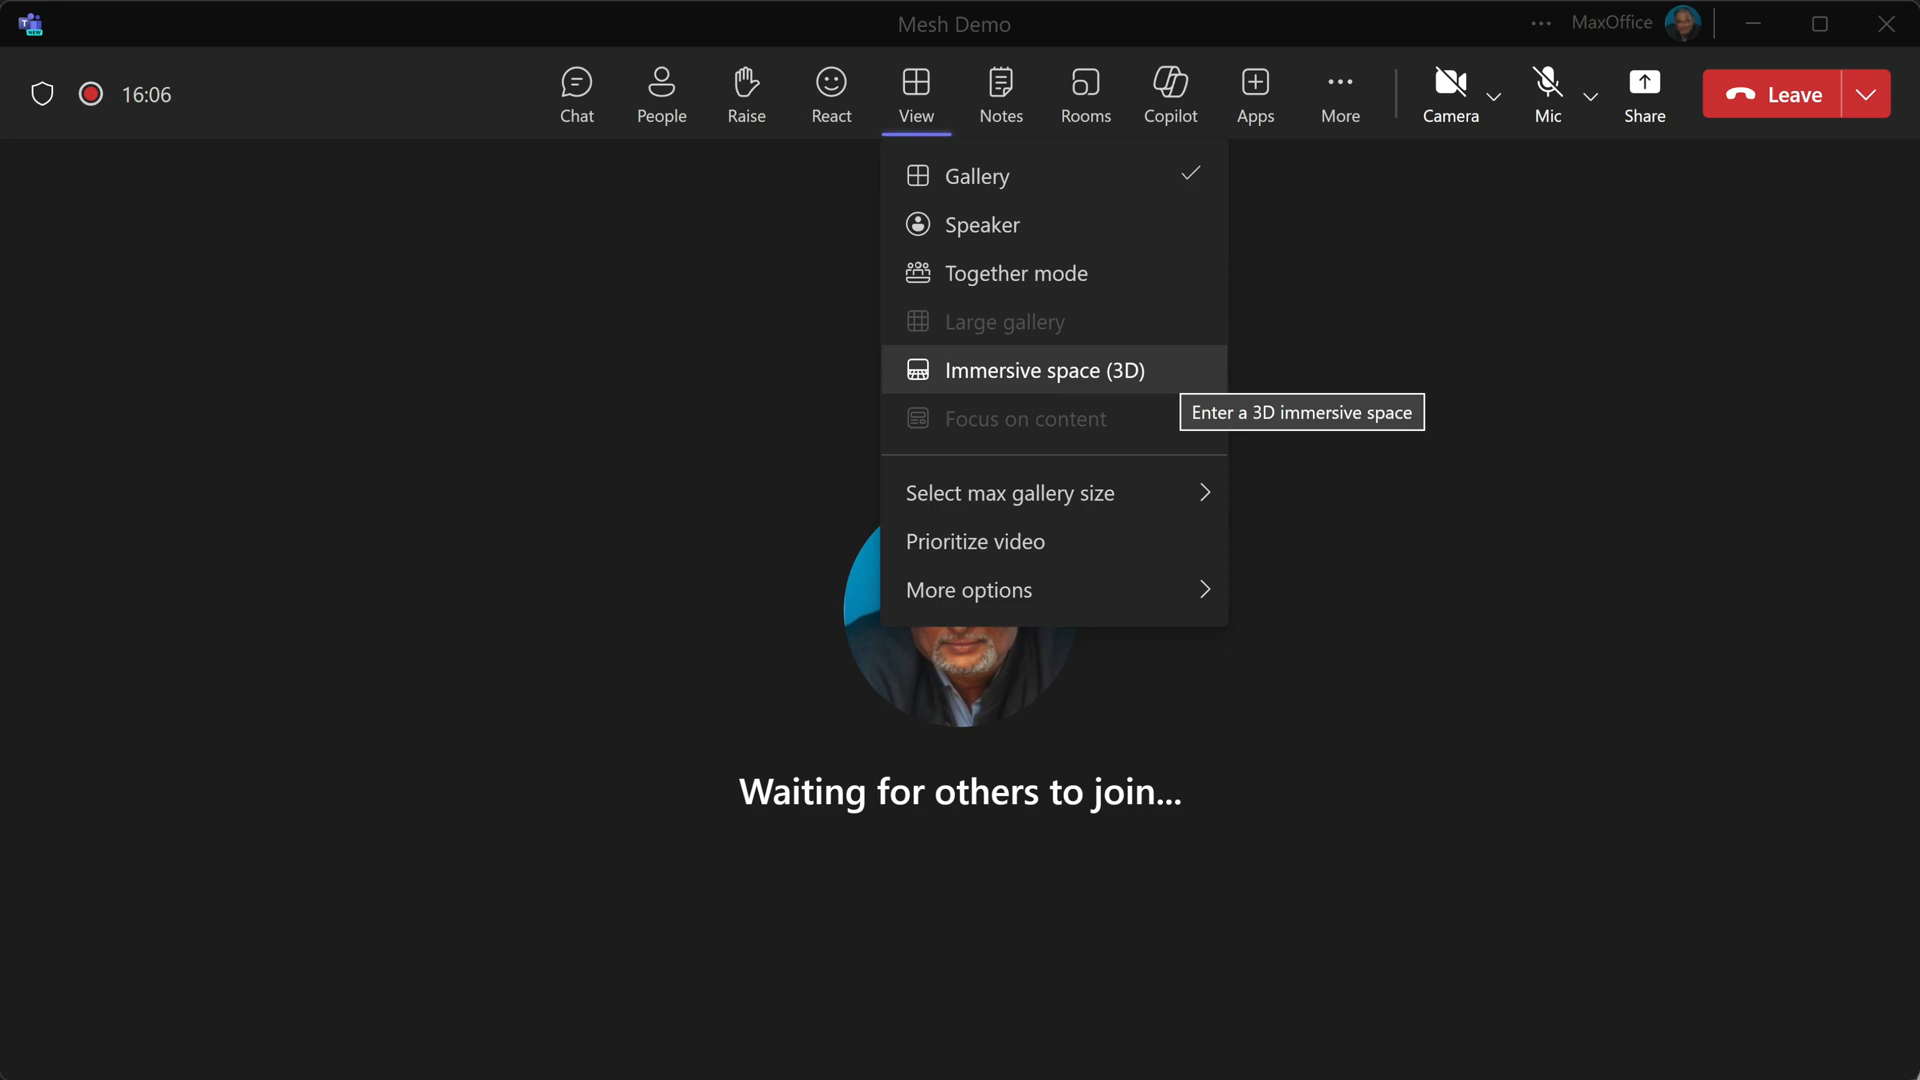 Mesh Demo
MaxOffice
16:06
Chat
People
Raise
React
View
Notes
Rooms
Copilot
Apps
More
Camera
Mic
Share
Leave
Gallery
Speaker
Together mode
Large gallery
Immersive space (3D)
Enter a 3D immersive space
Focus on content
Select max gallery size
Prioritize video
More options
Waiting for others to join...